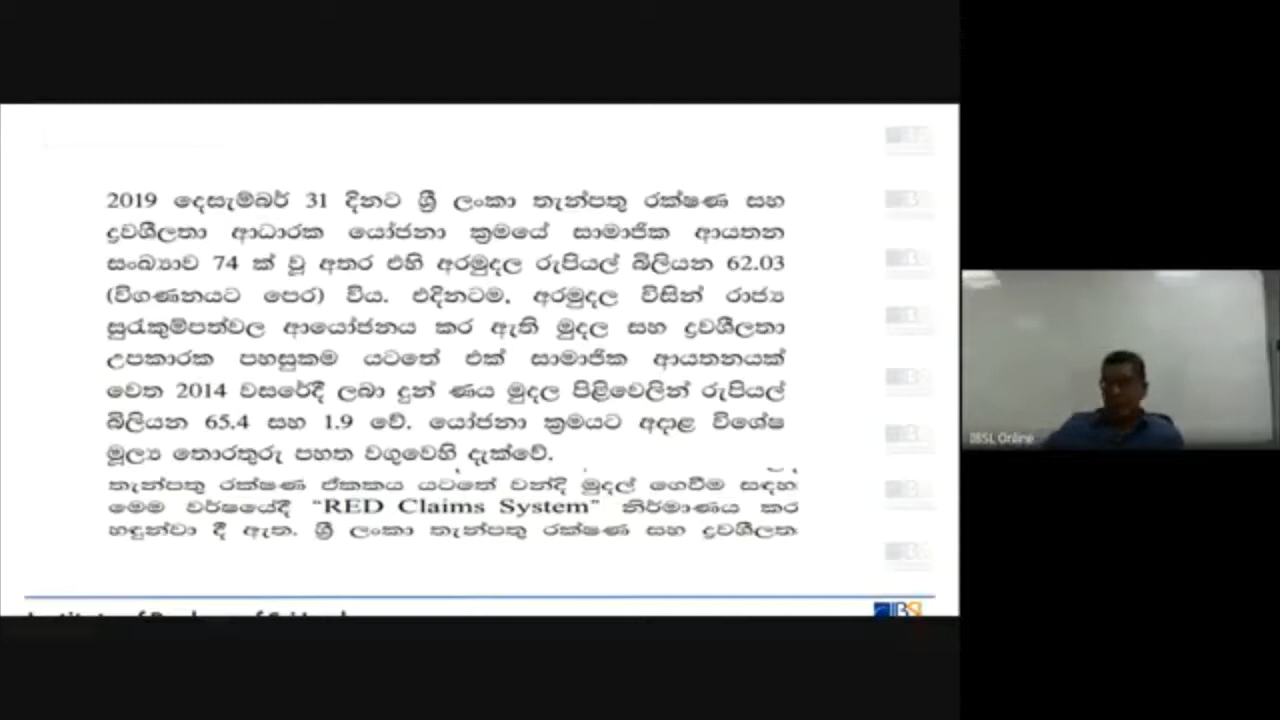 2019 දෙසැම්බර් 31 දිනට ශ්‍රී ලංකා තැන්පතු රක්ෂණ සහ
ද්‍රවශීලතා ආධාරක යෝජනා ක්‍රමයේ සාමාජික ආයතන
සංඛ්‍යාව 74 ක් වූ අතර එහි අරමුදල රුපියල් බිලියන 62.03
(විගණනයට පෙර) විය. එදිනටම, අරමුදල විසින් රාජ්‍ය
සුරැකුම්පත්වල ආයෝජනය කර ඇති මුදල සහ ද්‍රවශීලතා
උපකාරක පහසුකම යටතේ එක් සාමාජික ආයතනයක්
වෙත 2014 වසරේදී ලබා දුන් ණය මුදල පිළිවෙලින් රුපියල්
බිලියන 65.4 සහ 1.9 වේ. යෝජනා ක්‍රමයට අදාළ විශේෂ
මූල්‍ය තොරතුරු පහත වගුවෙහි දැක්වේ.
තැන්පතු රක්ෂණ ඒකකය යටතේ වන්දි මුදල් ගෙවීම සඳහා
මෙම වර්ෂයේදී “RED Claims System” නිර්මාණය කර
හඳුන්වා දී ඇත. ශ්‍රී ලංකා තැන්පතු රක්ෂණ සහ ද්‍රවශීලතා
IBSL
IBSL Online